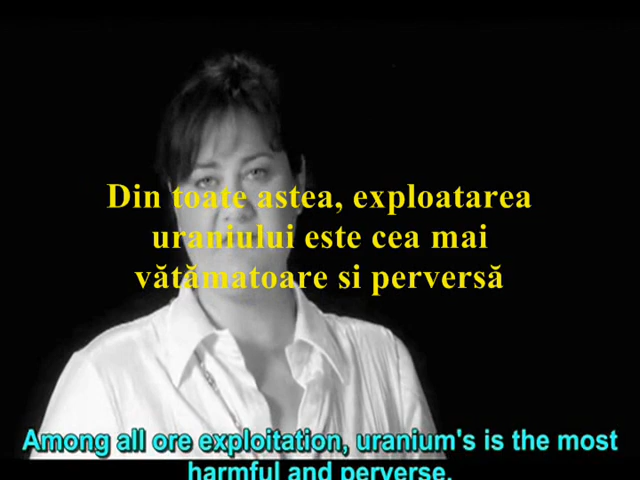 Din toate astea, exploatarea
uraniului este cea mai
vătămatoare si perversă
Among all ore exploitation, uranium's is the most
harmful and perverse.